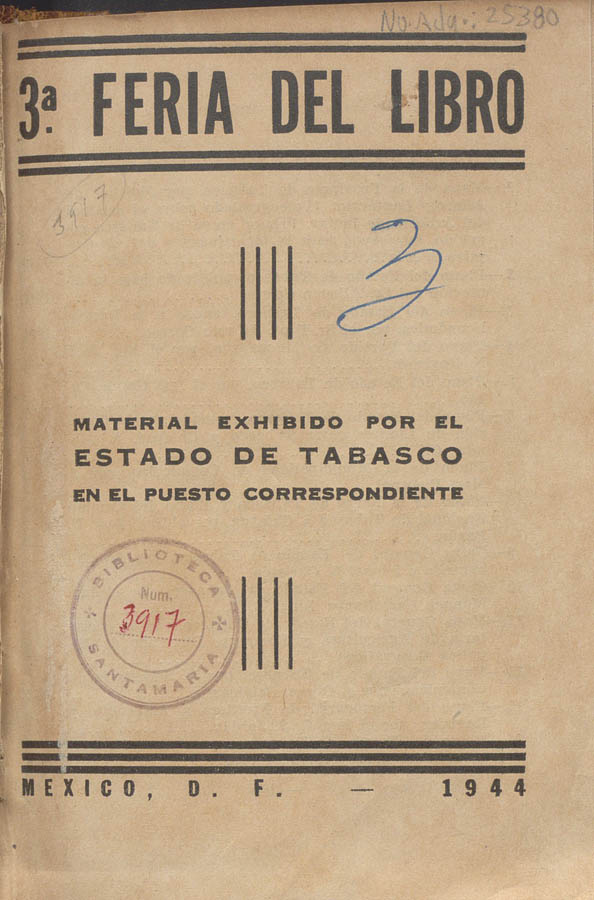 No. Adq.: 25380
3ª. FERIA DEL LIBRO
3917
3
MATERIAL EXHIBIDO POR EL
ESTADO DE TABASCO
EN EL PUESTO CORRESPONDIENTE
BIBLIOTECA
Num.
3917
SANTAMARIA
MEXICO, D. F. — 1944